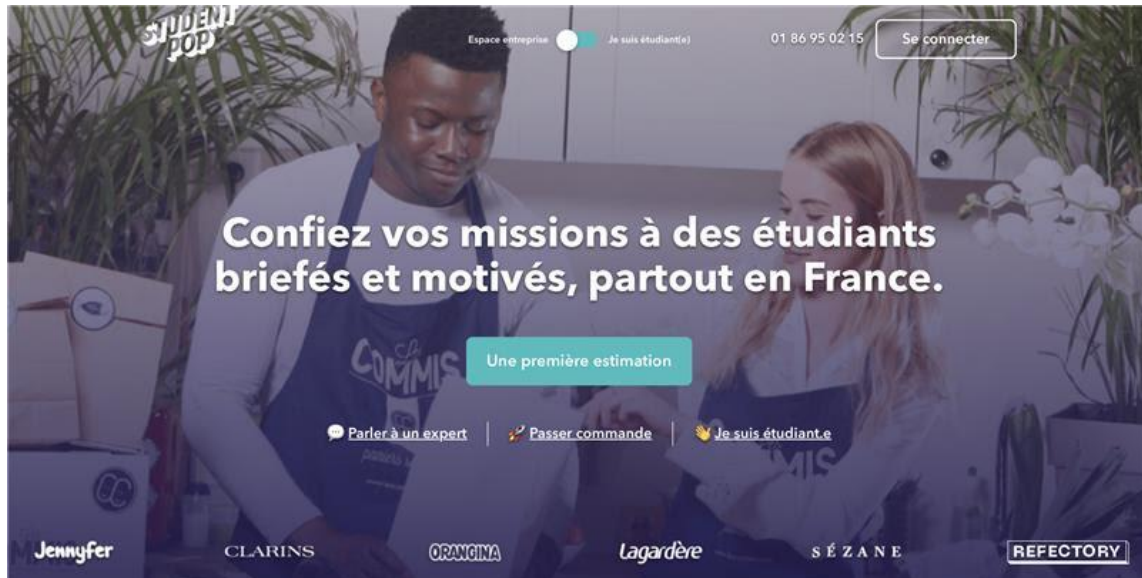 STUDENT
POP
Espace entreprise
Je suis étudiant(e)
01 86 95 02 15
Se connecter
Confiez vos missions à des étudiants
briefés et motivés, partout en France.
COMMIS
Une première estimation
Parler à un expert
Passer commande
Je suis étudiant.e
Jennyfer
CLARINS
ORANGINA
Lagardère
SÉZANE
REFECTORY